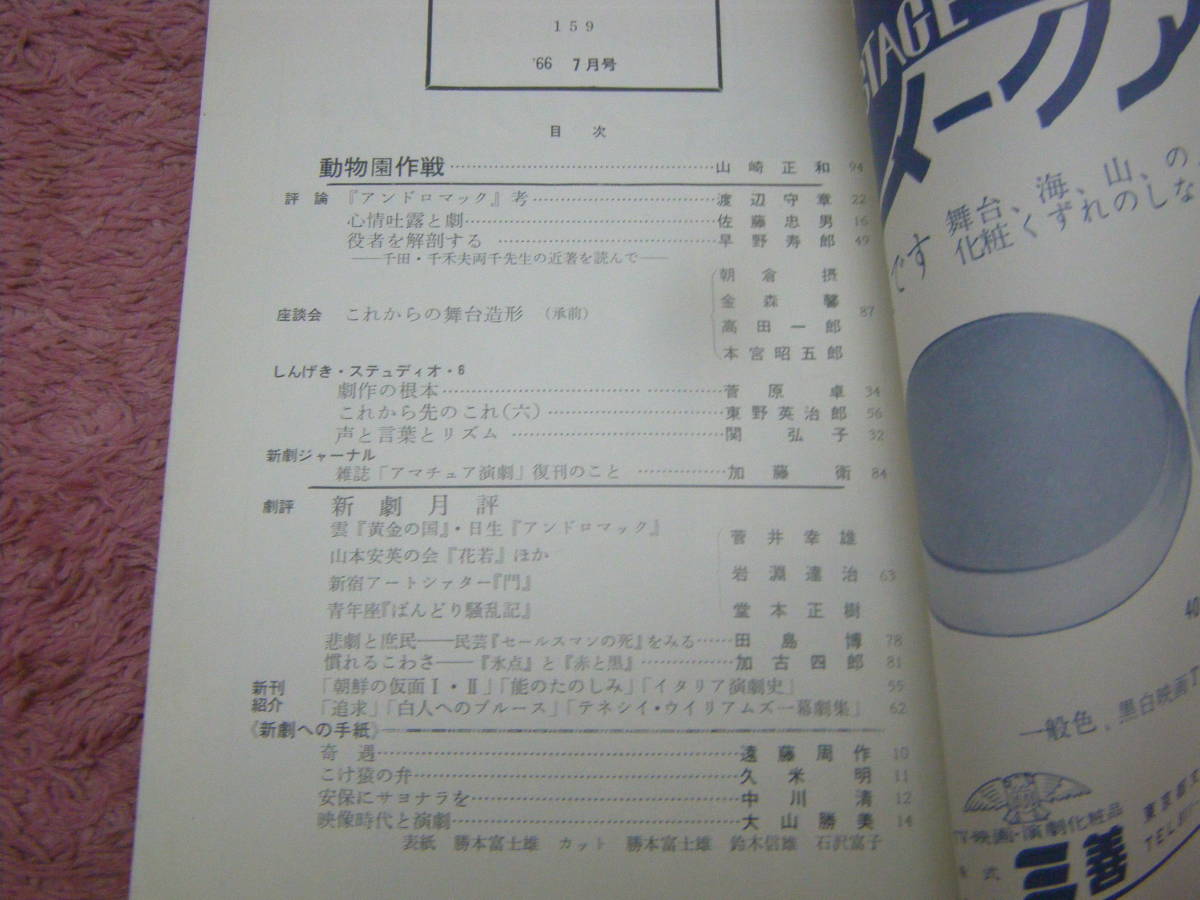 159
'66 7月号
目 次
動物園作戦 山崎正和 94
評論 『アンドロマック』考 渡辺守章 22
心情吐露と劇 佐藤忠男 16
役者を解剖する 早野寿郎 49
――千田・千禾夫両千先生の近著を読んで――
座談会 これからの舞台造形 (承前) 87
朝倉摂
金森馨
高田一郎
本宮昭五郎
しんげき・ステュディオ・6
劇作の根本 菅原卓 34
これから先のこれ(六) 東野英治郎 56
声と言葉とリズム 関弘子 32
新劇ジャーナル
雑誌「アマチュア演劇」復刊のこと 加藤衛 84
劇評 新劇月評
雲『黄金の国』・日生『アンドロマック』
山本安英の会『花若』ほか
新宿アートシアター『門』
青年座『ばんどり騒乱記』
菅井幸雄
岩淵達治 63
堂本正樹
悲劇と庶民――民芸『セールスマンの死』をみる 田島博 78
慣れるこわさ――『氷点』と『赤と黒』 加古四郎 81
新刊紹介 「朝鮮の仮面Ⅰ・Ⅱ」「能のたのしみ」「イタリア演劇史」 55
「追求」「白人へのブルース」「テネシイ・ウイリアムズ一幕劇集」 62
《新劇への手紙》
奇遇 遠藤周作 10
こけ猿の弁 久米明 11
安保にサヨナラを 中川清 12
映像時代と演劇 大山勝美 14
表紙 勝本富士雄 カット 勝本富士雄 鈴木信雄 石沢富子
STAGE
メークア
舞台、海、山、の
化粧くずれのしな
です
40
一般色、黒白映画
映画・演劇化粧品
東京都
TEL
式
三善